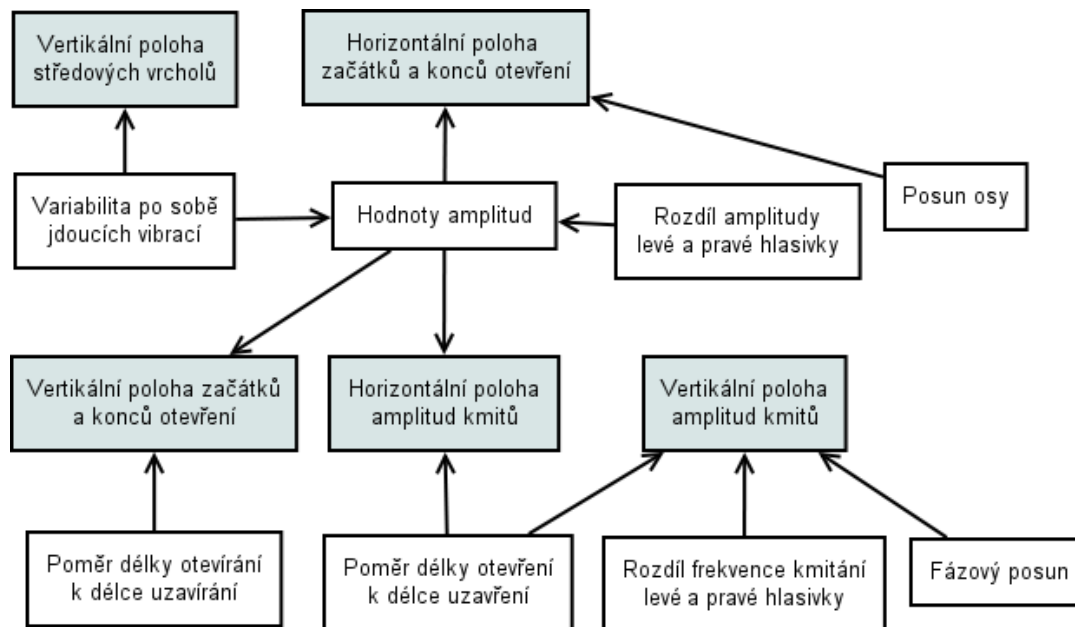 Vertikální poloha
středových vrcholů
Horizontální poloha
začátků a konců otevření
Variabilita po sobě
jdoucích vibrací
Hodnoty amplitud
Rozdíl amplitudy
levé a pravé hlasivky
Posun osy
Vertikální poloha začátků
a konců otevření
Horizontální poloha
amplitud kmitů
Vertikální poloha
amplitud kmitů
Poměr délky otevírání
k délce uzavírání
Poměr délky otevření
k délce uzavření
Rozdíl frekvence kmitání
levé a pravé hlasivky
Fázový posun